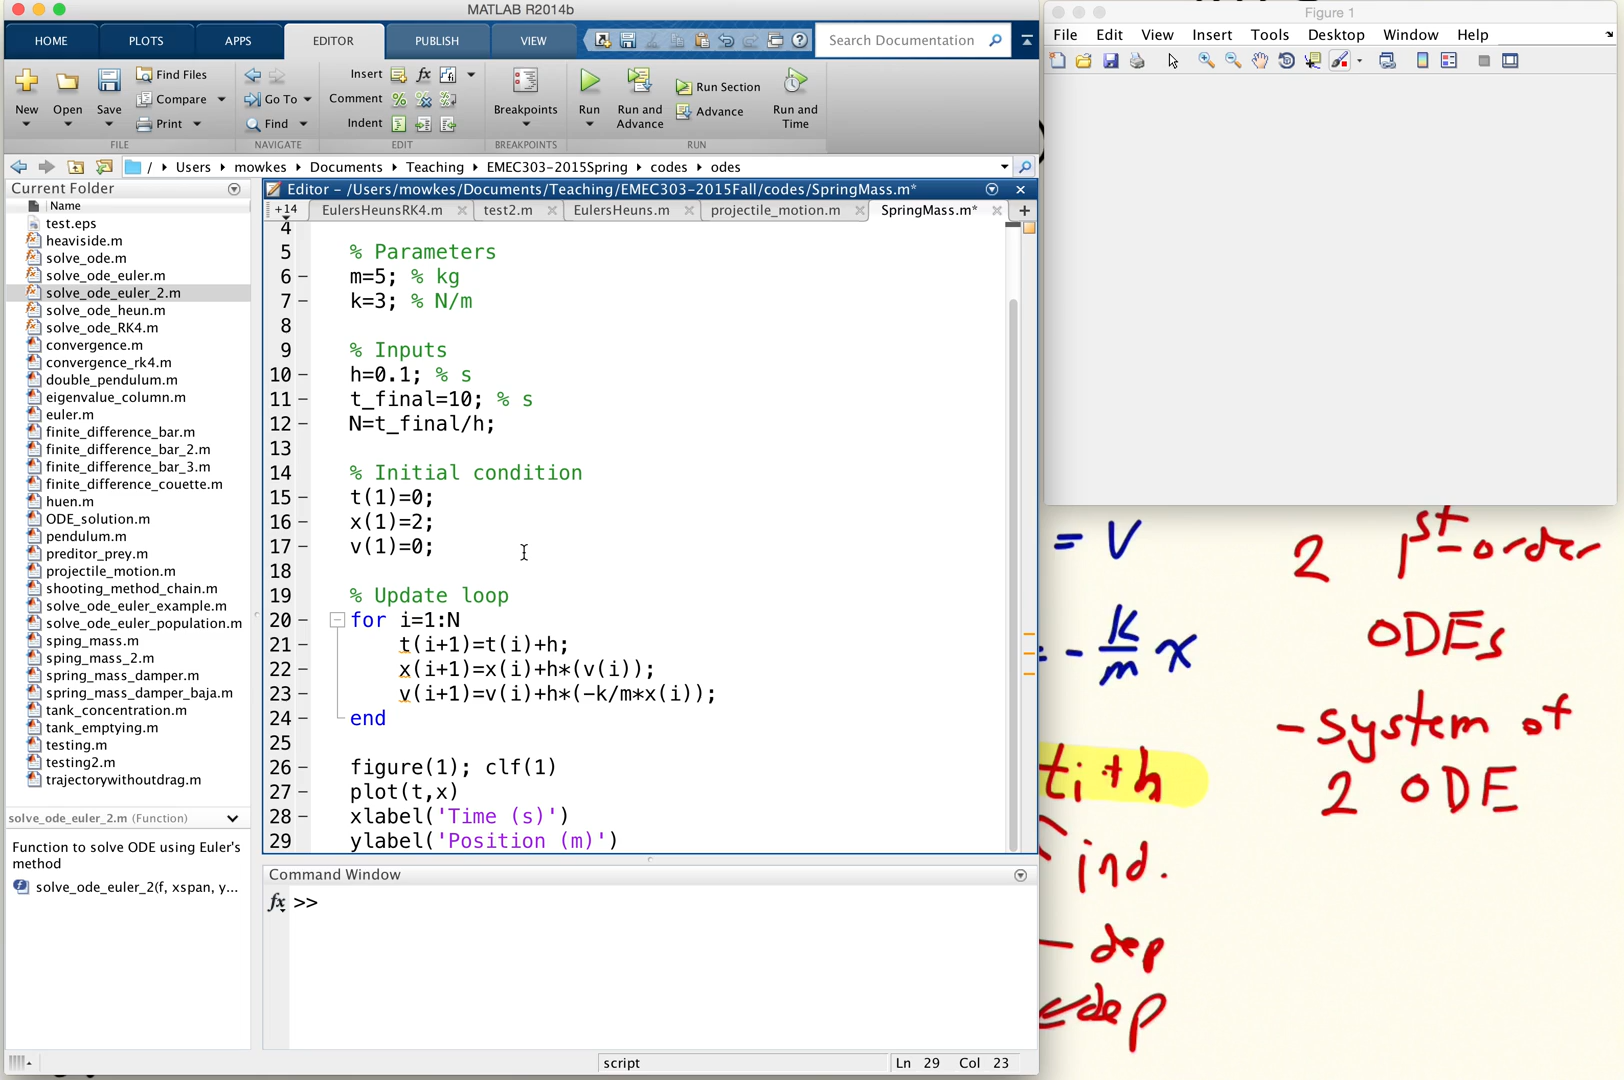 MATLAB R2014b
HOME PLOTS APPS EDITOR PUBLISH VIEW Search Documentation
New Open Save Find Files Compare Print
Go To Find
Insert fx Comment Indent
Breakpoints
Run Run and Advance Run Section Advance Run and Time
FILE NAVIGATE EDIT BREAKPOINTS RUN
/ Users mowkes Documents Teaching EMEC303-2015Spring codes odes
Current Folder
Name
test.eps
heaviside.m
solve_ode.m
solve_ode_euler.m
solve_ode_euler_2.m
solve_ode_heun.m
solve_ode_RK4.m
convergence.m
convergence_rk4.m
double_pendulum.m
eigenvalue_column.m
euler.m
finite_difference_bar.m
finite_difference_bar_2.m
finite_difference_bar_3.m
finite_difference_couette.m
huen.m
ODE_solution.m
pendulum.m
preditor_prey.m
projectile_motion.m
shooting_method_chain.m
solve_ode_euler_example.m
solve_ode_euler_population.m
sping_mass.m
sping_mass_2.m
spring_mass_damper.m
spring_mass_damper_baja.m
tank_concentration.m
tank_emptying.m
testing.m
testing2.m
trajectorywithoutdrag.m
solve_ode_euler_2.m (Function)
Function to solve ODE using Euler's
method
solve_ode_euler_2(f, xspan, y...
Editor - /Users/mowkes/Documents/Teaching/EMEC303-2015Fall/codes/SpringMass.m*
+14 EulersHeunsRK4.m test2.m EulersHeuns.m projectile_motion.m SpringMass.m*
4
5 % Parameters
6 m=5; % kg
7 k=3; % N/m
8
9 % Inputs
10 h=0.1; % s
11 t_final=10; % s
12 N=t_final/h;
13
14 % Initial condition
15 t(1)=0;
16 x(1)=2;
17 v(1)=0;
18
19 % Update loop
20 for i=1:N
21 t(i+1)=t(i)+h;
22 x(i+1)=x(i)+h*(v(i));
23 v(i+1)=v(i)+h*(-k/m*x(i));
24 end
25
26 figure(1); clf(1)
27 plot(t,x)
28 xlabel('Time (s)')
29 ylabel('Position (m)')
Command Window
fx >>
script Ln 29 Col 23
Figure 1
File Edit View Insert Tools Desktop Window Help
= V
= - k/m x
ti+h
ind.
- dep
dep
2 1st-order
ODEs
- system of
2 ODE